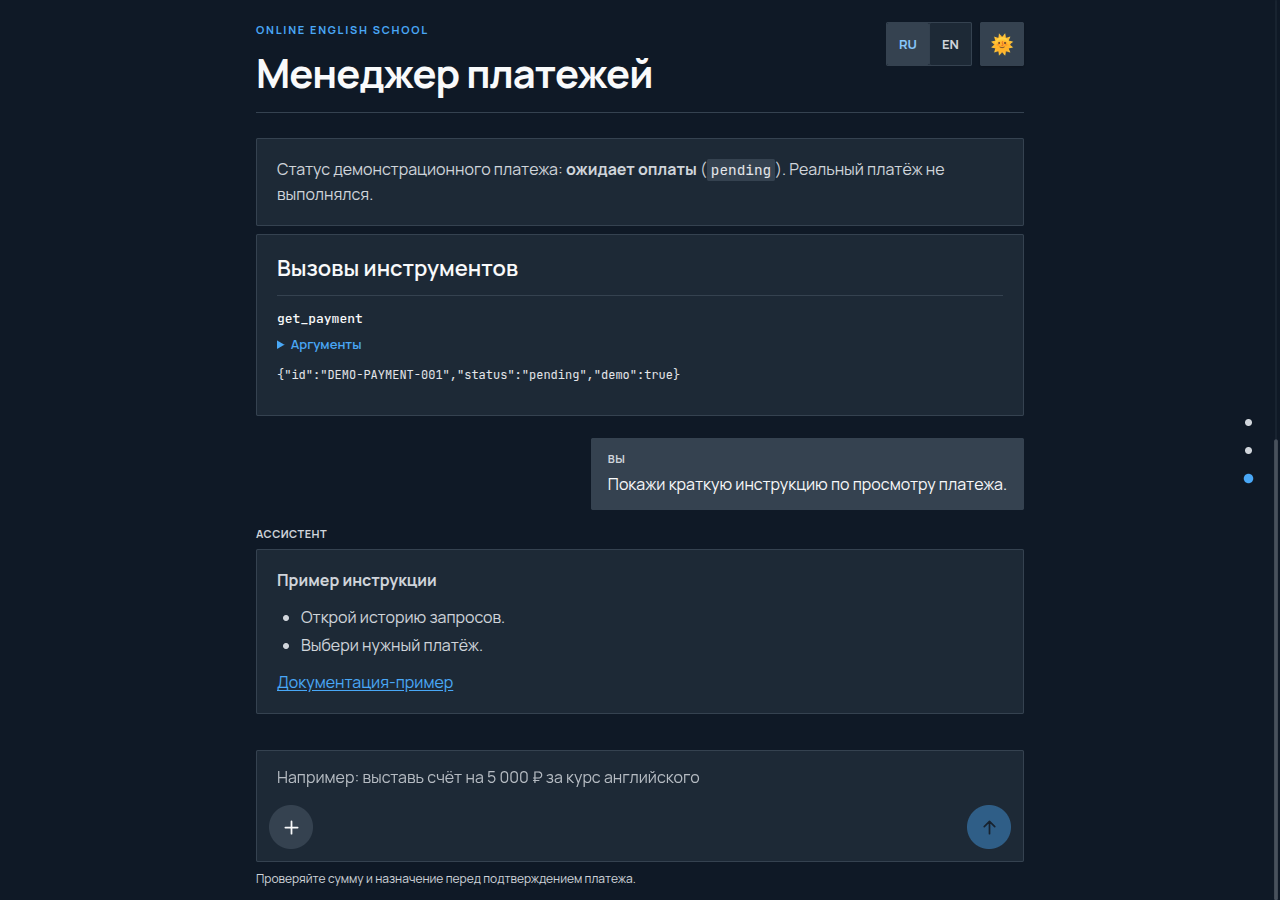 ONLINE ENGLISH SCHOOL
RU EN
Менеджер платежей
Статус демонстрационного платежа: ожидает оплаты (pending). Реальный платёж не
выполнялся.
Вызовы инструментов
get_payment
Аргументы
{"id":"DEMO-PAYMENT-001","status":"pending","demo":true}
ВЫ
Покажи краткую инструкцию по просмотру платежа.
АССИСТЕНТ
Пример инструкции
Открой историю запросов.
Выбери нужный платёж.
Документация-пример
Например: выставь счёт на 5 000 ₽ за курс английского
Проверяйте сумму и назначение перед подтверждением платежа.